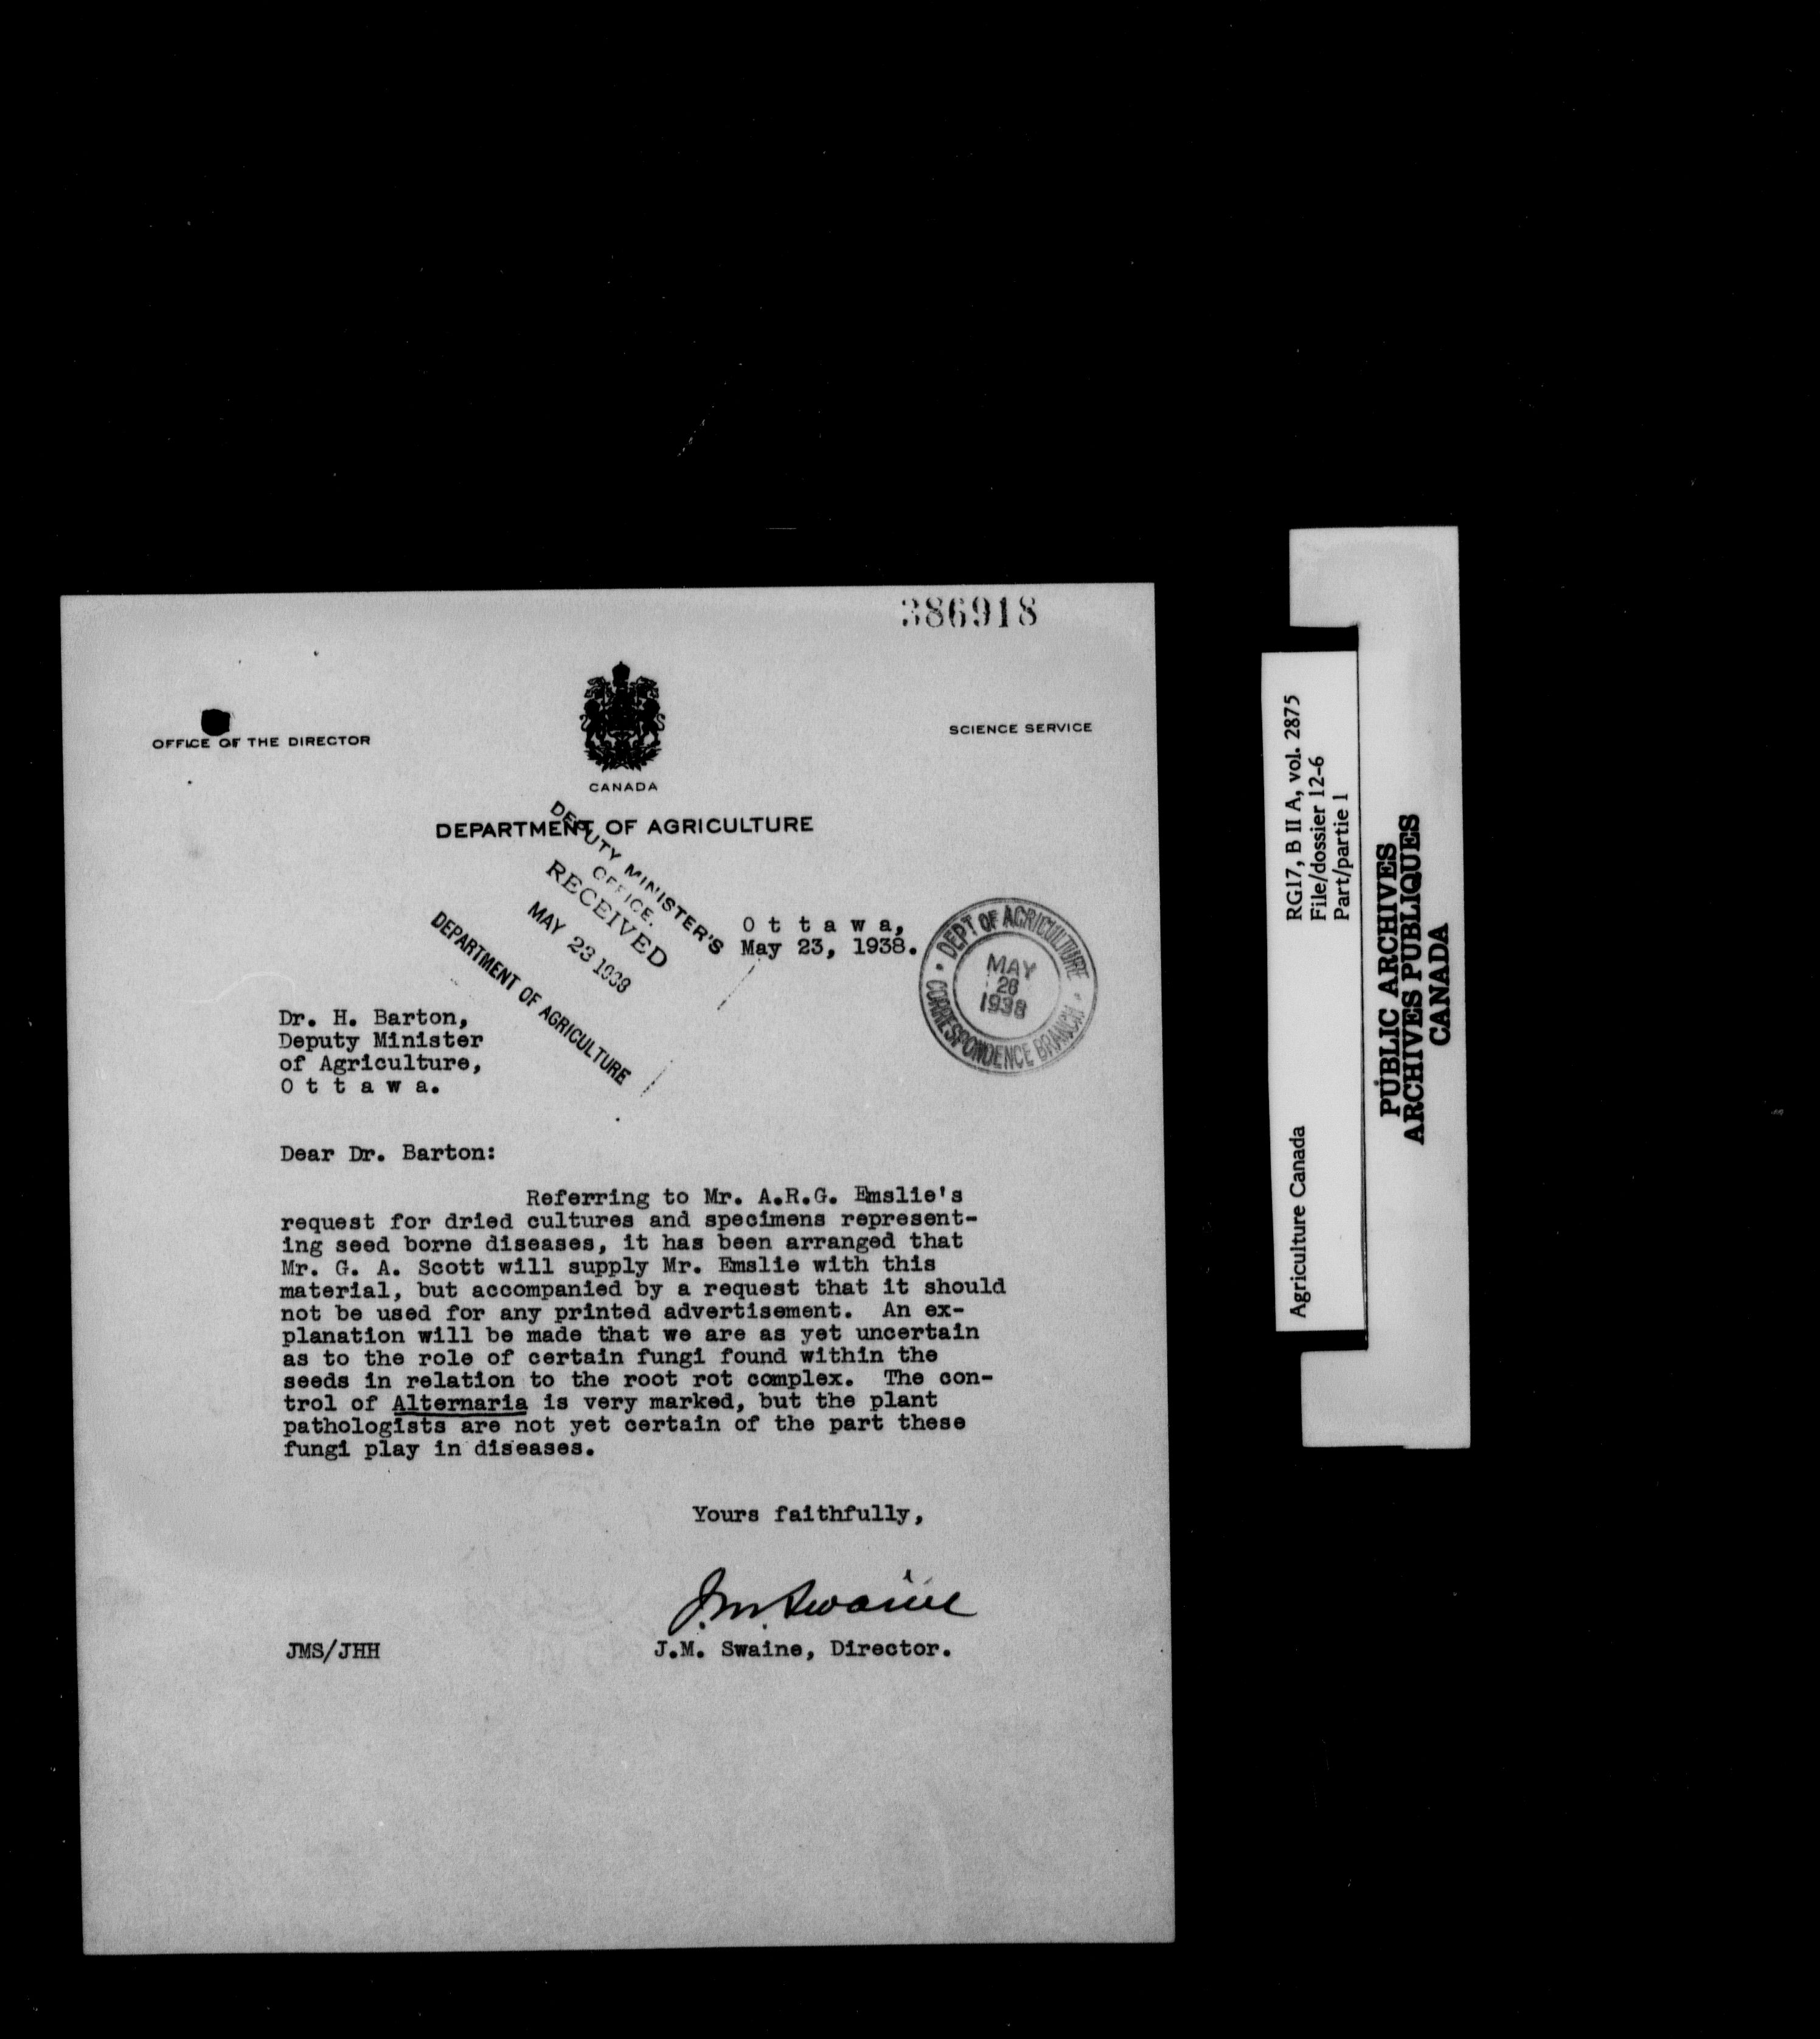 386918
OFFICE OF THE DIRECTOR
SCIENCE SERVICE
CANADA
DEPARTMENT OF AGRICULTURE
DEPUTY MINISTER'S
OFFICE.
RECEIVED
MAY 23 1938
DEPARTMENT OF AGRICULTURE
O t t a w a,
May 23, 1938.
DEPT OF AGRICULTURE
MAY
26
1938
CORRESPONDENCE BRANCH
Dr. H. Barton,
Deputy Minister
of Agriculture,
O t t a w a.
Dear Dr. Barton:
Referring to Mr. A.R.G. Emslie's
request for dried cultures and specimens represent-
ing seed borne diseases, it has been arranged that
Mr. G. A. Scott will supply Mr. Emslie with this
material, but accompanied by a request that it should
not be used for any printed advertisement. An ex-
planation will be made that we are as yet uncertain
as to the role of certain fungi found within the
seeds in relation to the root rot complex. The con-
trol of Alternaria is very marked, but the plant
pathologists are not yet certain of the part these
fungi play in diseases.
Yours faithfully,
J.M. Swaine
JMS/JHH
J.M. Swaine, Director.
RG17, B II A, vol. 2875
File/dossier 12-6
Part/partie 1
Agriculture Canada
PUBLIC ARCHIVES
ARCHIVES PUBLIQUES
CANADA